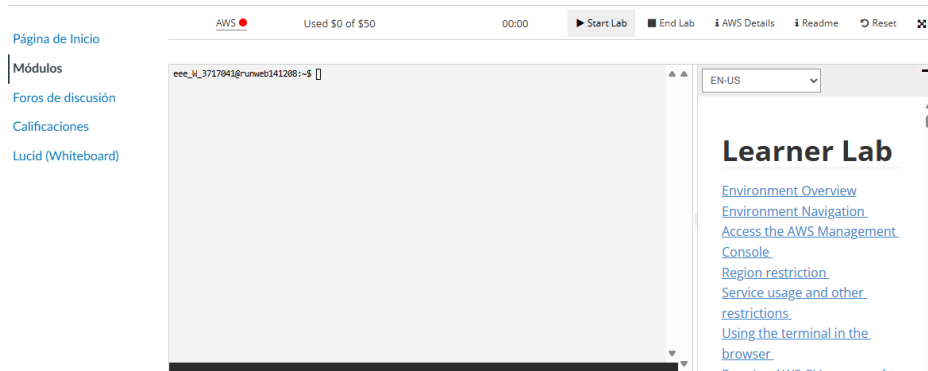 AWS Used $0 of $50 00:00 Start Lab End Lab AWS Details Readme Reset
Página de Inicio
Módulos
Foros de discusión
Calificaciones
Lucid (Whiteboard)
eee_W_3717041@runweb141208:~$
EN-US
Learner Lab
Environment Overview
Environment Navigation
Access the AWS Management
Console
Region restriction
Service usage and other
restrictions
Using the terminal in the
browser